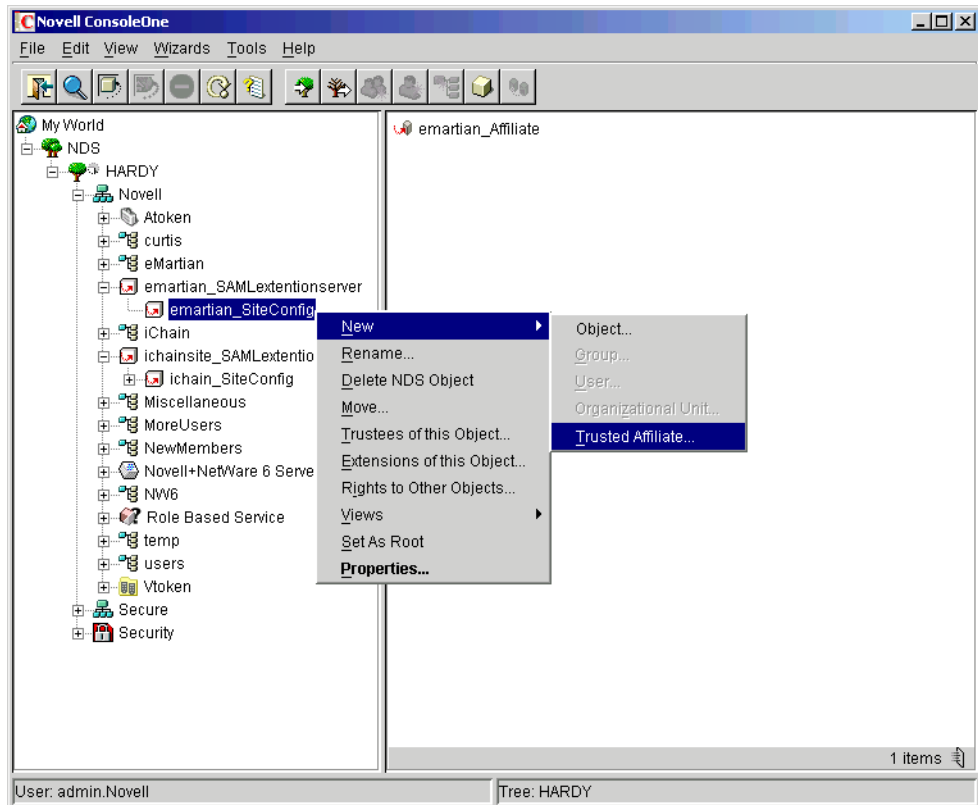 Novell ConsoleOne
File Edit View Wizards Tools Help
My World
NDS
HARDY
Novell
Atoken
curtis
eMartian
emartian_SAMLextentionserver
emartian_SiteConfig
iChain
ichainsite_SAMLextentio
ichain_SiteConfig
Miscellaneous
MoreUsers
NewMembers
Novell+NetWare 6 Serve
NW6
Role Based Service
temp
users
Vtoken
Secure
Security
New
Rename...
Delete NDS Object
Move...
Trustees of this Object...
Extensions of this Object...
Rights to Other Objects...
Views
Set As Root
Properties...
Object...
Group...
User...
Organizational Unit...
Trusted Affiliate...
emartian_Affiliate
1 items
User: admin.Novell
Tree: HARDY